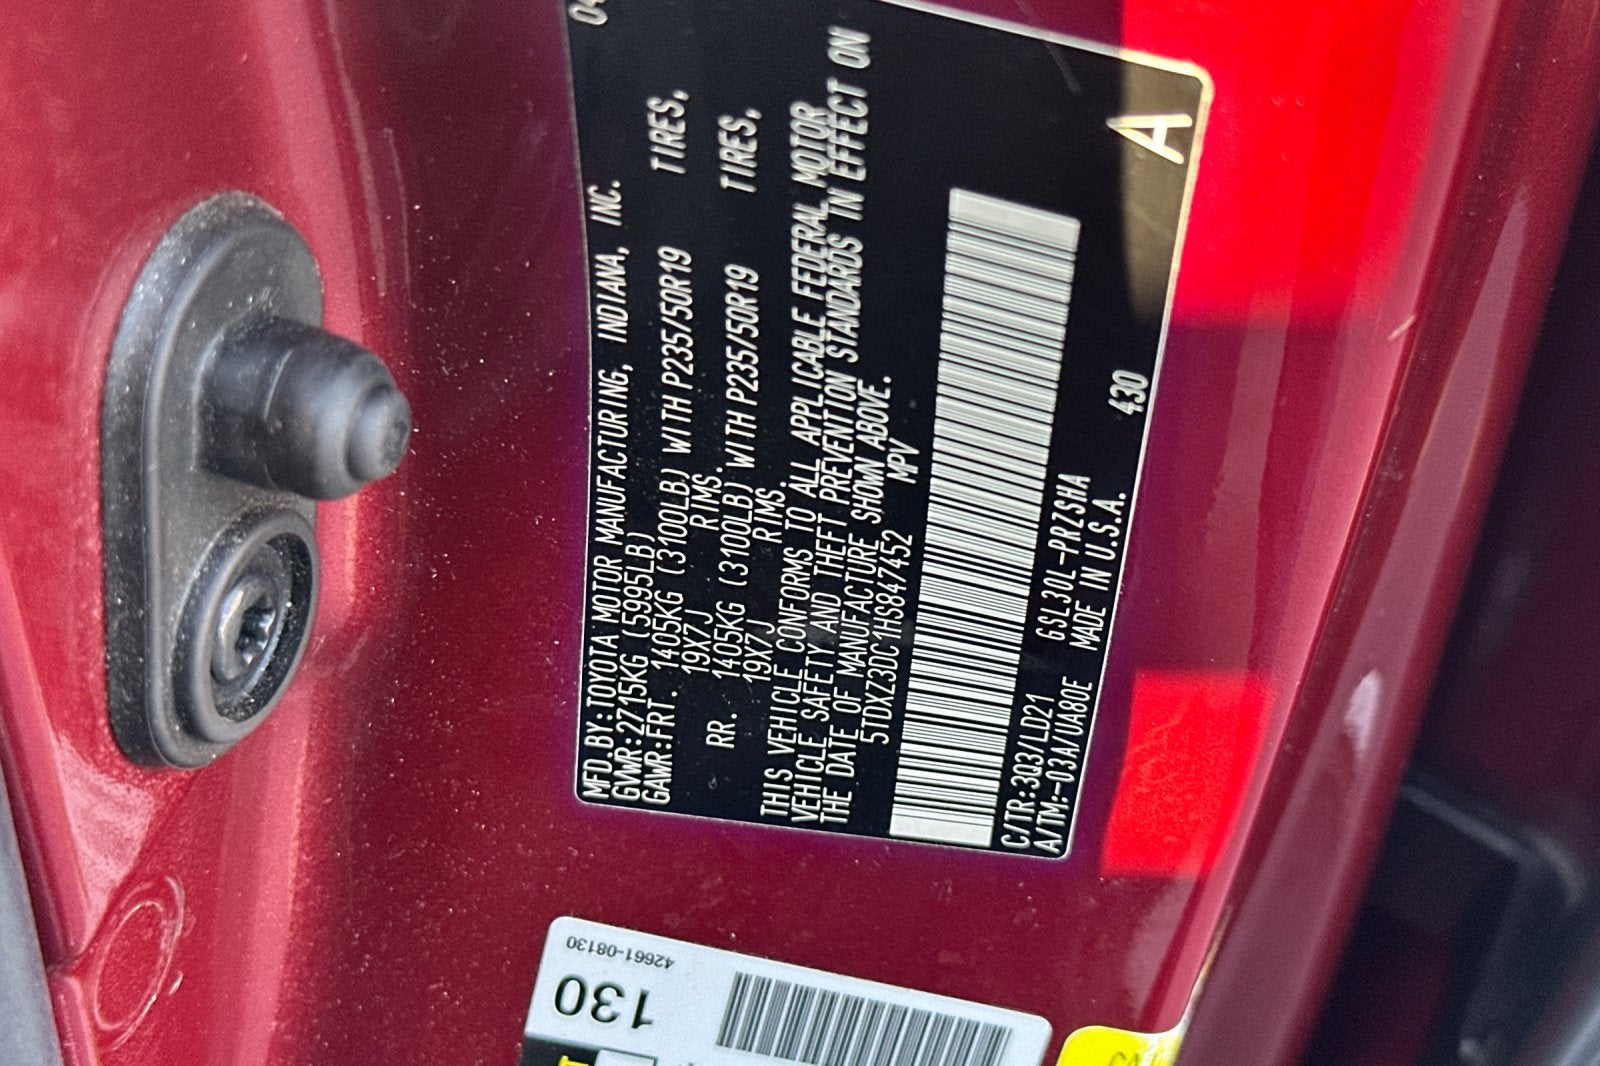 04
MFD.BY:TOYOTA MOTOR MANUFACTURING, INDIANA, INC.
GVWR:2715KG (5995LB)
GAWR:FRT. 1405KG (3100LB) WITH P235/50R19 TIRES,
19X7J RIMS.
RR. 1405KG (3100LB) WITH P235/50R19 TIRES,
19X7J RIMS.
THIS VEHICLE CONFORMS TO ALL APPLICABLE FEDERAL MOTOR
VEHICLE SAFETY AND THEFT PREVENTION STANDARDS IN EFFECT ON
THE DATE OF MANUFACTURE SHOWN ABOVE.
5TDXZ3DC1HS847452 MPV
C/TR:3Q3/LD21 GSL30L-PRZSHA 430
A/TM:-03A/UA80E MADE IN U.S.A.
A
42661-08130
130